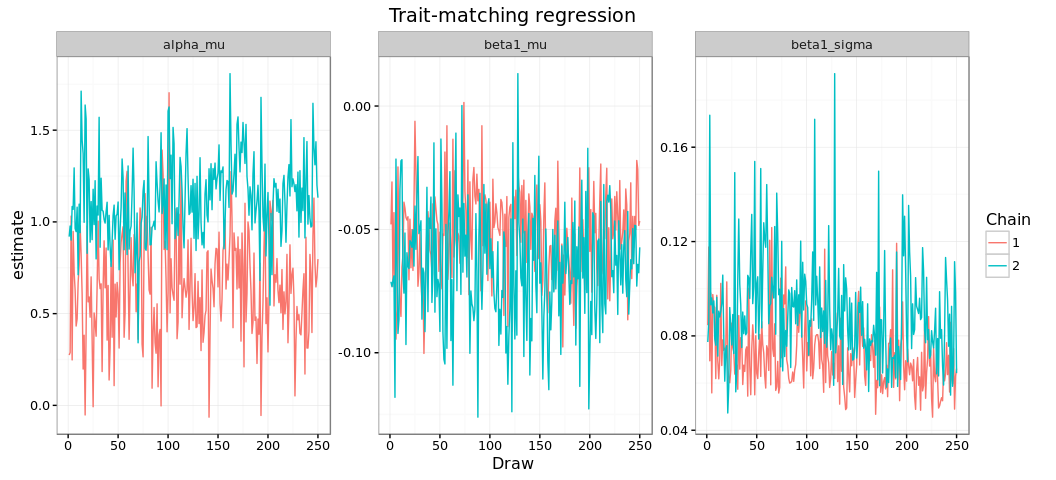 Trait-matching regression
alpha_mu
beta1_mu
beta1_sigma
estimate
1.5
1.0
0.5
0.0
0.00
-0.05
-0.10
0.16
0.12
0.08
0.04
0 50 100 150 200 250
0 50 100 150 200 250
0 50 100 150 200 250
Draw
Chain
1
2